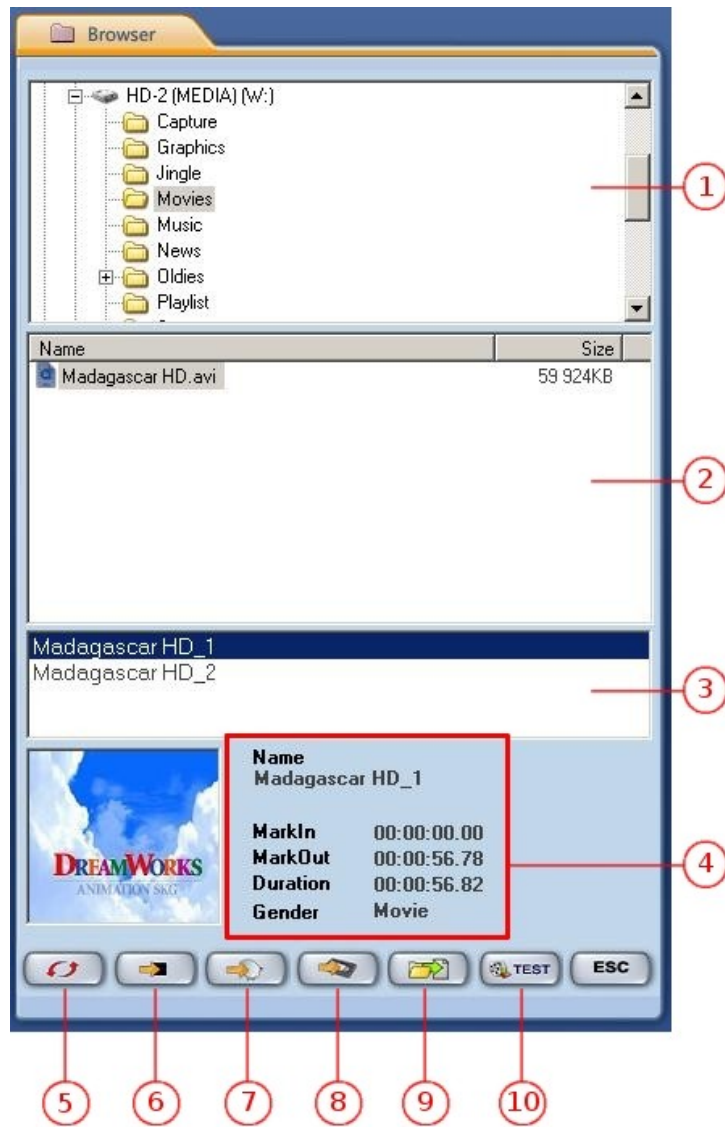 Browser
HD-2 (MEDIA) (W:)
Capture
Graphics
Jingle
Movies
Music
News
Oldies
Playlist
1
Name Size
Madagascar HD.avi 59 924KB
2
Madagascar HD_1
Madagascar HD_2
3
DREAMWORKS
ANIMATION SKG
Name
Madagascar HD_1
MarkIn 00:00:00.00
MarkOut 00:00:56.78
Duration 00:00:56.82
Gender Movie
4
TEST ESC
5 6 7 8 9 10